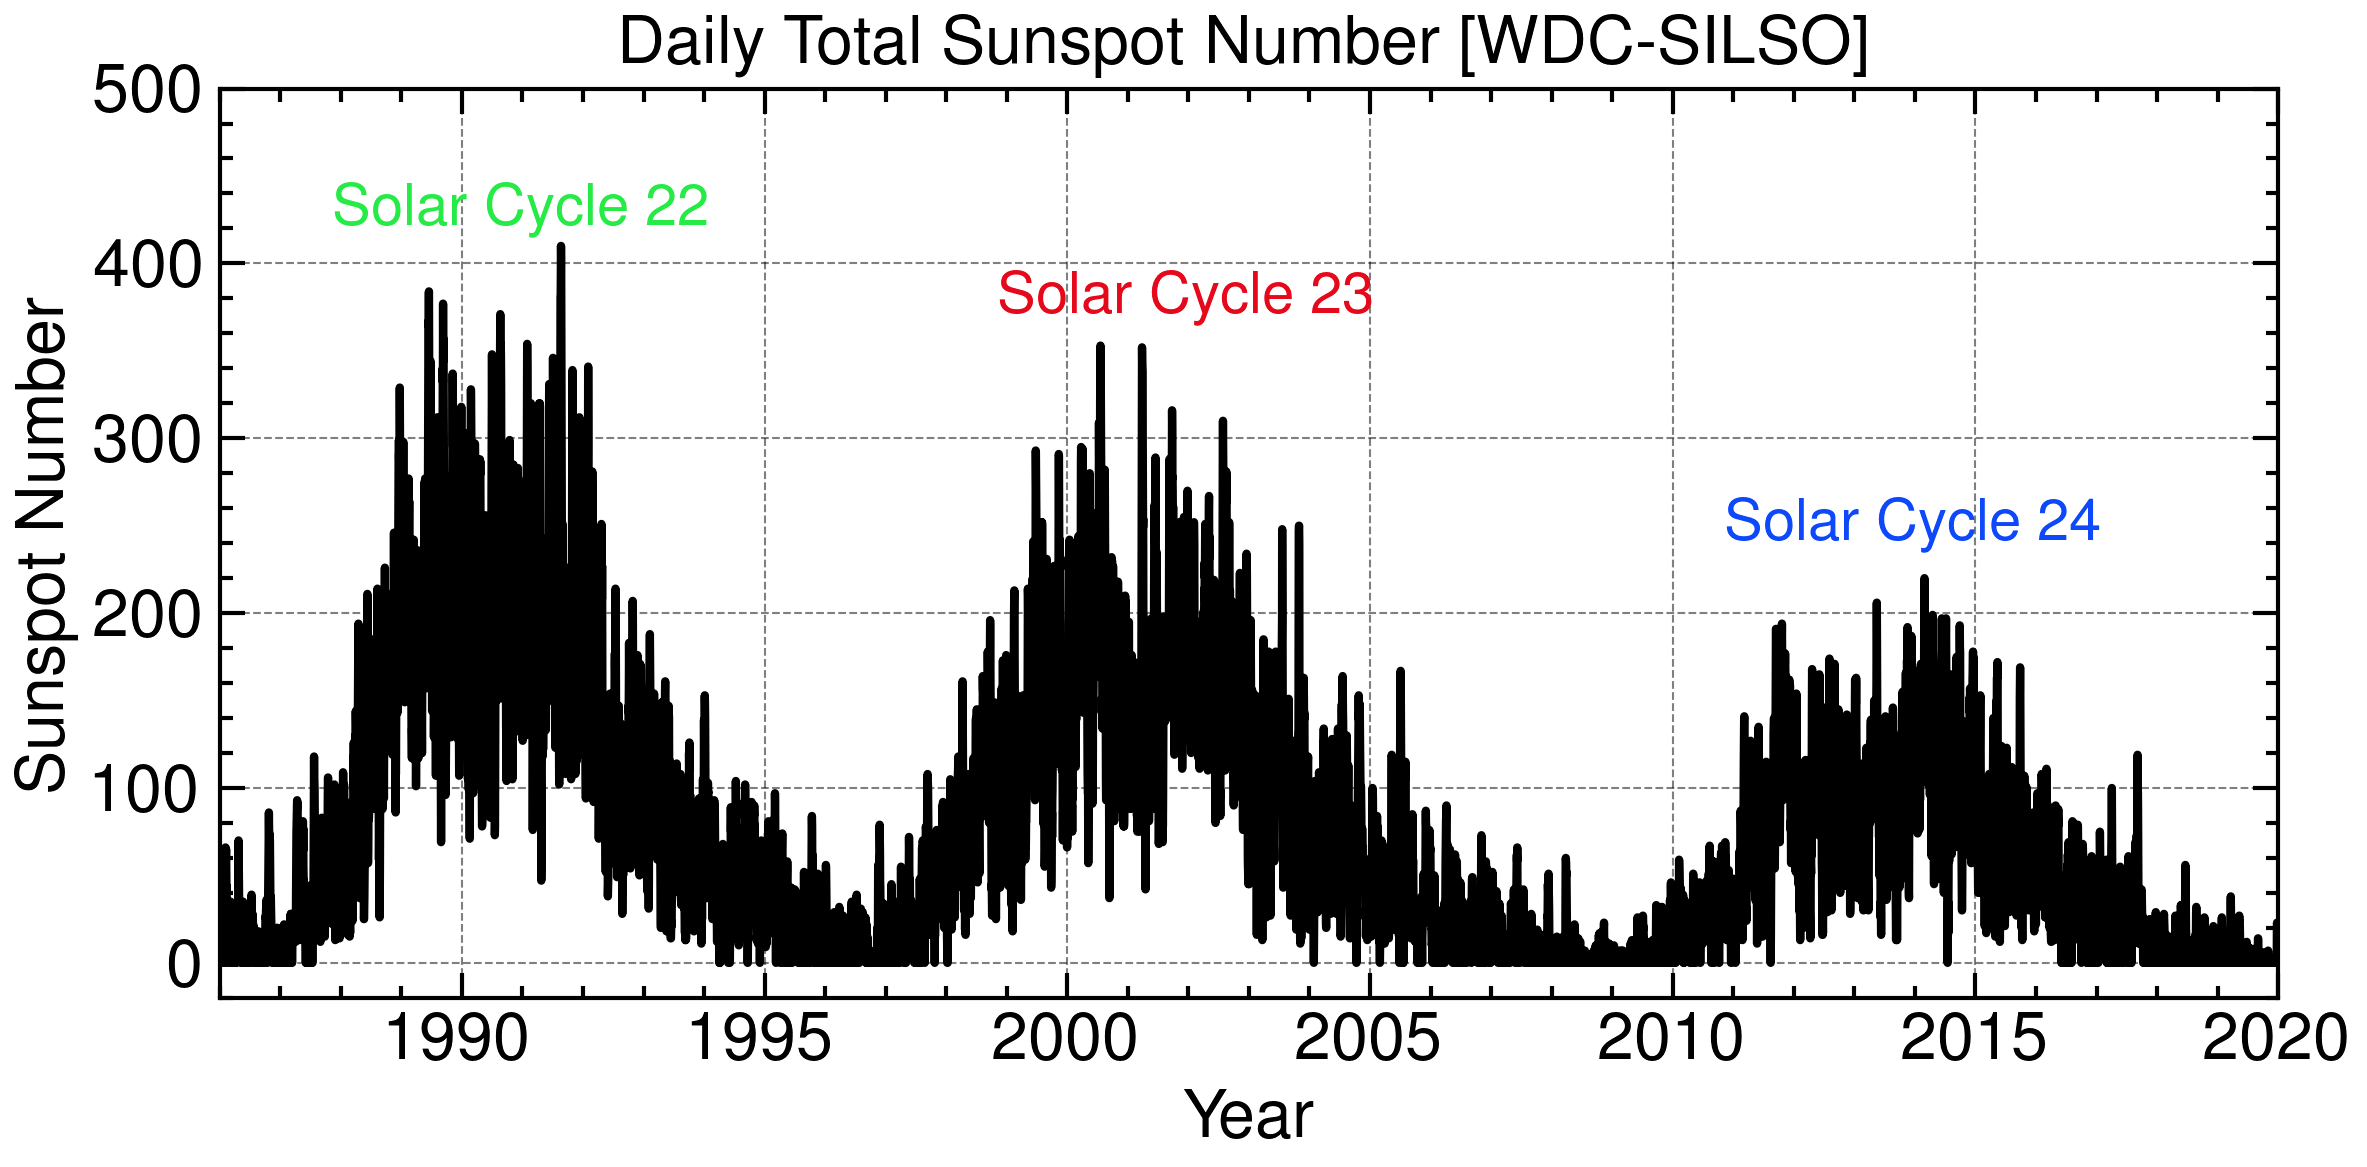 Daily Total Sunspot Number [WDC-SILSO]
500
400
300
200
100
0
Sunspot Number
Solar Cycle 22
Solar Cycle 23
Solar Cycle 24
1990 1995 2000 2005 2010 2015 2020
Year